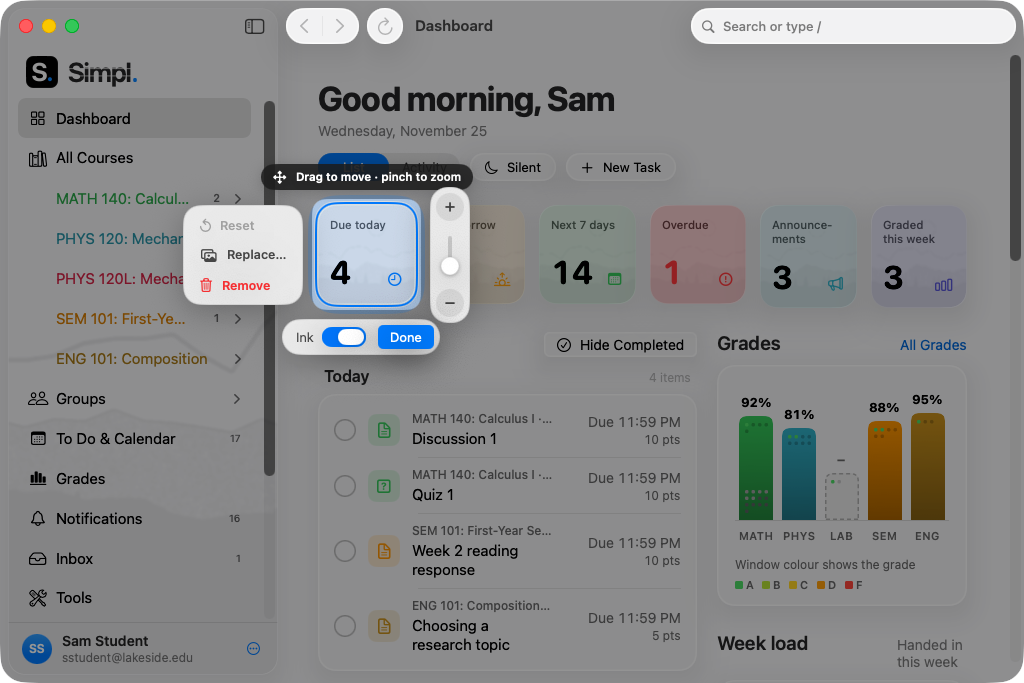 Dashboard
Search or type /
S.
Simpl.
Dashboard
All Courses
MATH 140: Calcul... 2
PHYS 120: Mechan
PHYS 120L: Mecha
SEM 101: First-Ye... 1
ENG 101: Composition
Groups
To Do & Calendar 17
Grades
Notifications 16
Inbox 1
Tools
SS
Sam Student
sstudent@lakeside.edu
Good morning, Sam
Wednesday, November 25
Silent
New Task
Drag to move · pinch to zoom
Reset
Replace...
Remove
Due today
4
rrow
Next 7 days
14
Overdue
1
Announce-
ments
3
Graded
this week
3
Ink
Done
Hide Completed
Today
4 items
MATH 140: Calculus I ·...
Discussion 1
Due 11:59 PM
10 pts
MATH 140: Calculus I ·...
Quiz 1
Due 11:59 PM
10 pts
SEM 101: First-Year Se...
Week 2 reading
response
Due 11:59 PM
10 pts
ENG 101: Composition...
Choosing a
research topic
Due 11:59 PM
5 pts
Grades
All Grades
92% 81% – 88% 95%
MATH PHYS LAB SEM ENG
Window colour shows the grade
A B C D F
Week load
Handed in
this week